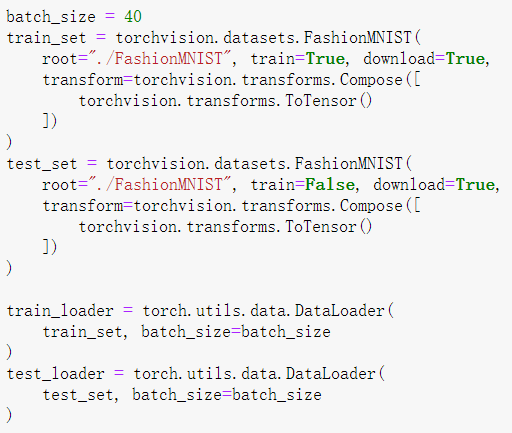 batch_size = 40
train_set = torchvision.datasets.FashionMNIST(
    root="./FashionMNIST", train=True, download=True,
    transform=torchvision.transforms.Compose([
        torchvision.transforms.ToTensor()
    ])
)
test_set = torchvision.datasets.FashionMNIST(
    root="./FashionMNIST", train=False, download=True,
    transform=torchvision.transforms.Compose([
        torchvision.transforms.ToTensor()
    ])
)

train_loader = torch.utils.data.DataLoader(
    train_set, batch_size=batch_size
)
test_loader = torch.utils.data.DataLoader(
    test_set, batch_size=batch_size
)